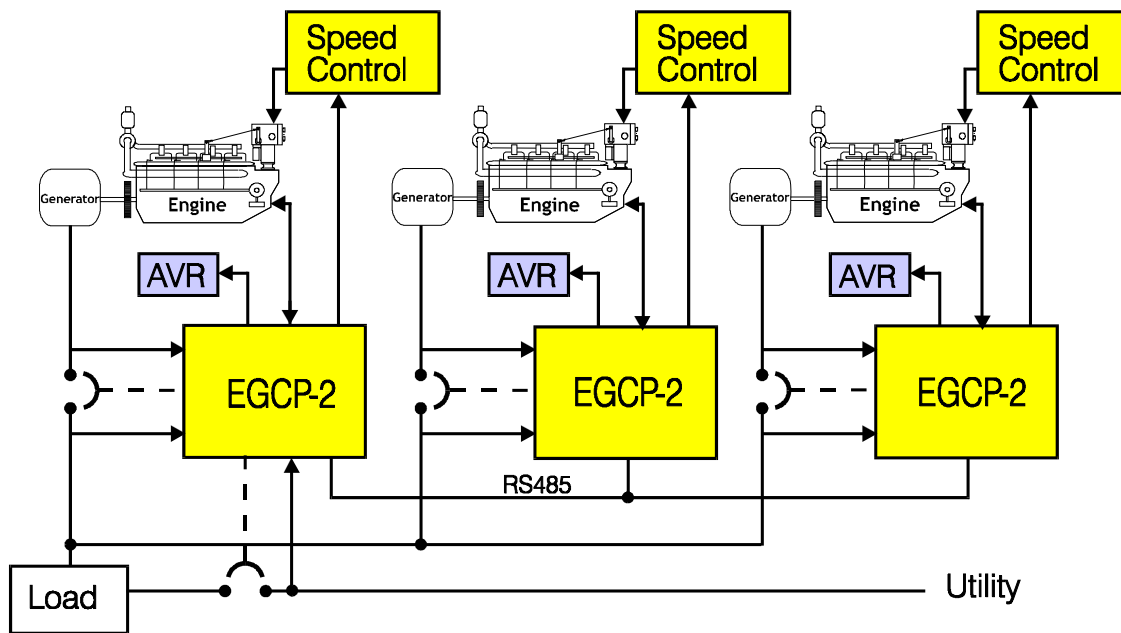 Speed
Control
Speed
Control
Speed
Control
Generator
Engine
Generator
Engine
Generator
Engine
AVR
AVR
AVR
EGCP-2
EGCP-2
EGCP-2
RS485
Load
Utility